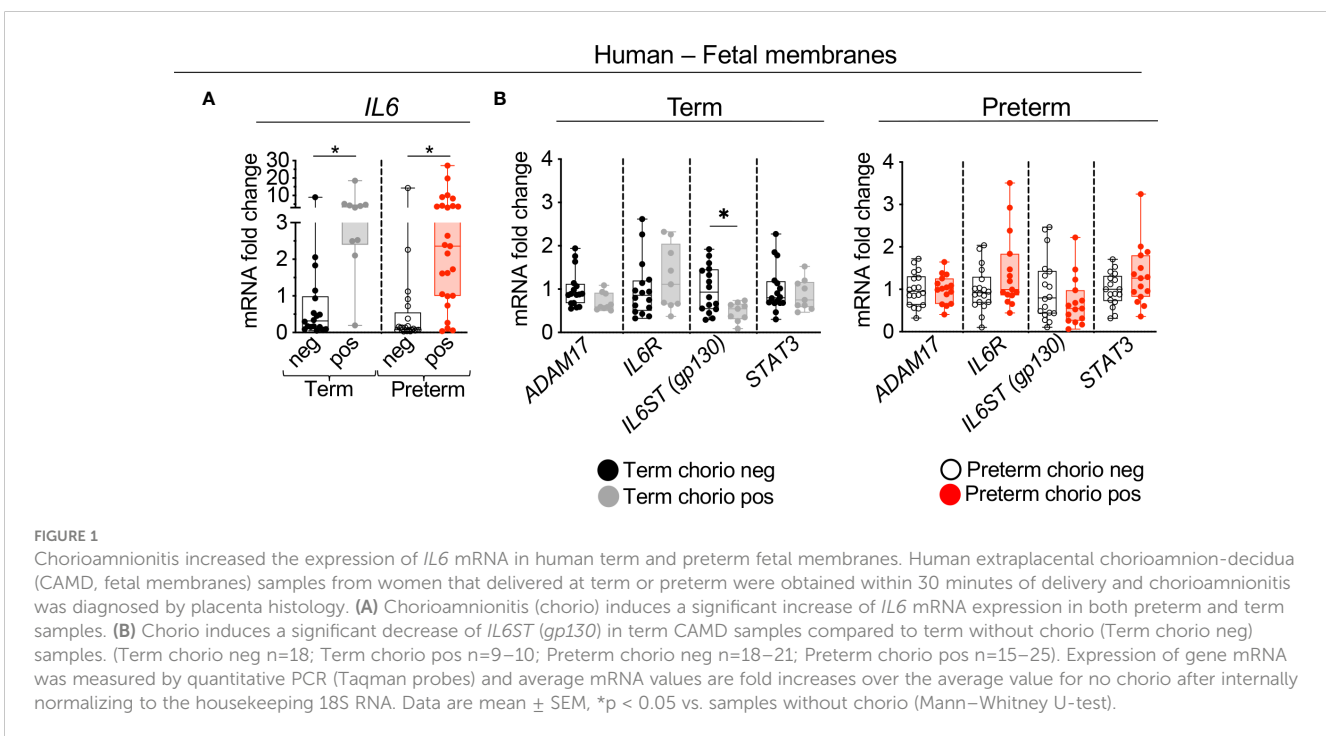 Human – Fetal membranes
A
IL6
mRNA fold change
30
20
10
3
2
1
0
*
*
neg
pos
neg
pos
Term
Preterm
B
Term
mRNA fold change
4
3
2
1
0
*
ADAM17
IL6R
IL6ST (gp130)
STAT3
Term chorio neg
Term chorio pos
Preterm
mRNA fold change
4
3
2
1
0
ADAM17
IL6R
IL6ST (gp130)
STAT3
Preterm chorio neg
Preterm chorio pos
FIGURE 1
Chorioamnionitis increased the expression of IL6 mRNA in human term and preterm fetal membranes. Human extraplacental chorioamnion-decidua
(CAMD, fetal membranes) samples from women that delivered at term or preterm were obtained within 30 minutes of delivery and chorioamnionitis
was diagnosed by placenta histology. (A) Chorioamnionitis (chorio) induces a significant increase of IL6 mRNA expression in both preterm and term
samples. (B) Chorio induces a significant decrease of IL6ST (gp130) in term CAMD samples compared to term without chorio (Term chorio neg)
samples. (Term chorio neg n=18; Term chorio pos n=9–10; Preterm chorio neg n=18–21; Preterm chorio pos n=15–25). Expression of gene mRNA
was measured by quantitative PCR (Taqman probes) and average mRNA values are fold increases over the average value for no chorio after internally
normalizing to the housekeeping 18S RNA. Data are mean ± SEM, *p < 0.05 vs. samples without chorio (Mann–Whitney U-test).